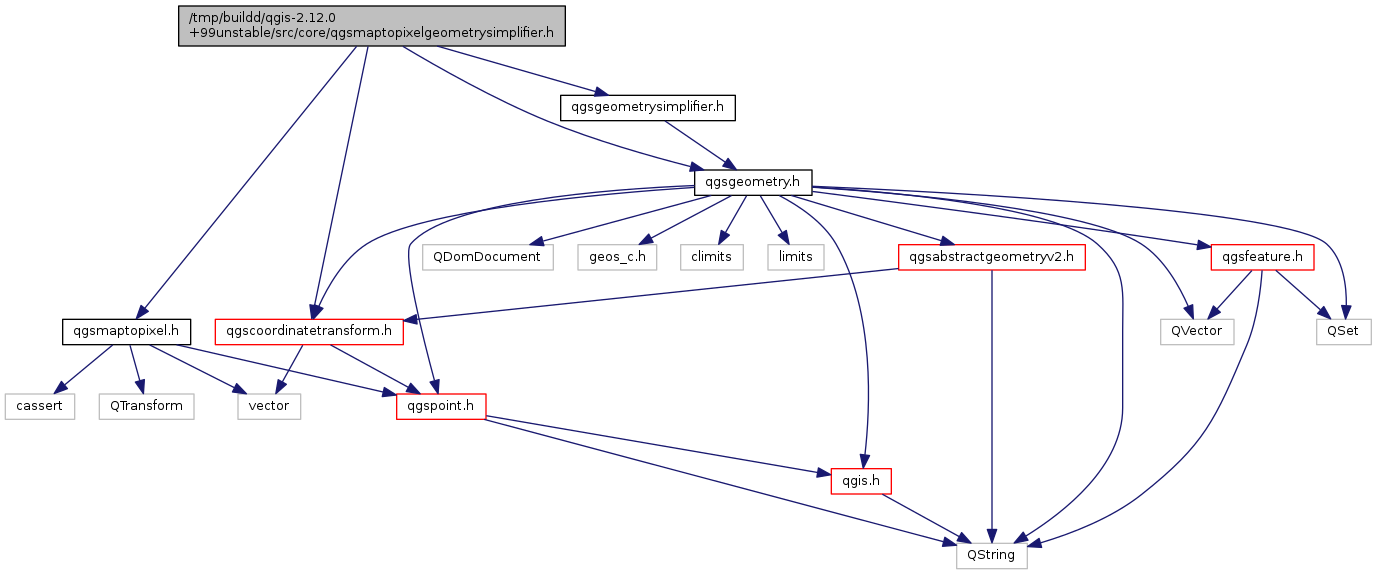 /tmp/buildd/qgis-2.12.0
+99unstable/src/core/qgsmaptopixelgeometrysimplifier.h
qgsgeometrysimplifier.h
qgsgeometry.h
QDomDocument
geos_c.h
climits
limits
qgsabstractgeometryv2.h
qgsfeature.h
qgsmaptopixel.h
qgscoordinatetransform.h
QVector
QSet
cassert
QTransform
vector
qgspoint.h
qgis.h
QString